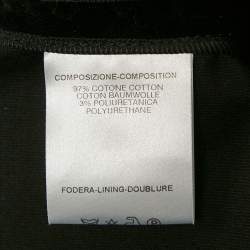 COMPOSIZIONE-COMPOSITION
97% COTONE COTTON
COTON BAUMWOLLE
3% POLIURETANICA
POLYURETHANE
FODERA-LINING-DOUBLURE